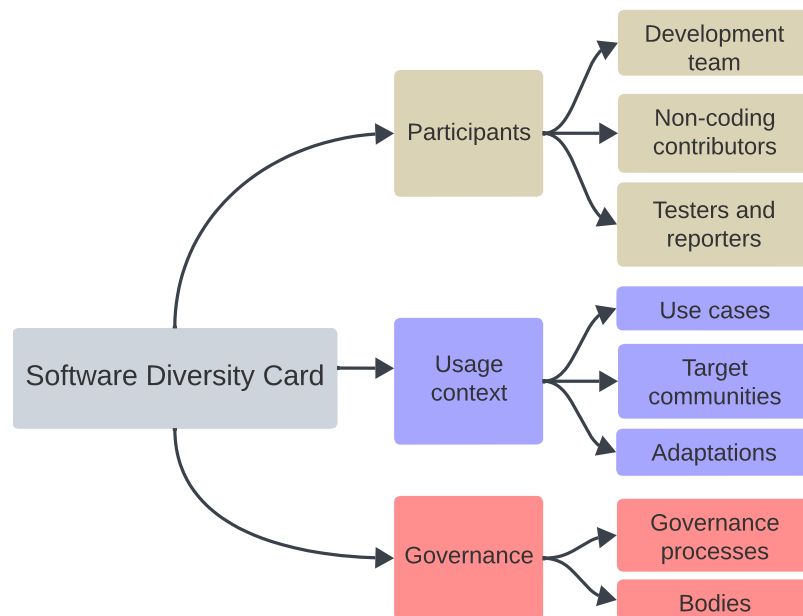 Software Diversity Card
Participants
Development
team
Non-coding
contributors
Testers and
reporters
Usage
context
Use cases
Target
communities
Adaptations
Governance
Governance
processes
Bodies